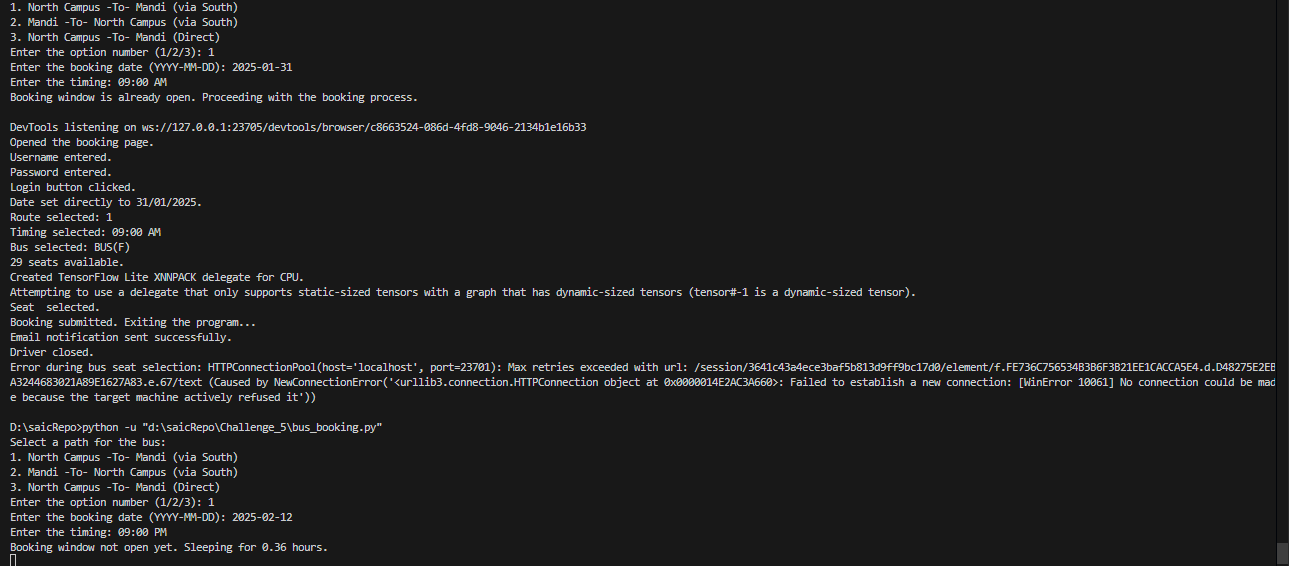 1. North Campus -To- Mandi (via South)
2. Mandi -To- North Campus (via South)
3. North Campus -To- Mandi (Direct)
Enter the option number (1/2/3): 1
Enter the booking date (YYYY-MM-DD): 2025-01-31
Enter the timing: 09:00 AM
Booking window is already open. Proceeding with the booking process.
DevTools listening on ws://127.0.0.1:23705/devtools/browser/c8663524-086d-4fd8-9046-2134b1e16b33
Opened the booking page.
Username entered.
Password entered.
Login button clicked.
Date set directly to 31/01/2025.
Route selected: 1
Timing selected: 09:00 AM
Bus selected: BUS(F)
29 seats available.
Created TensorFlow Lite XNNPACK delegate for CPU.
Attempting to use a delegate that only supports static-sized tensors with a graph that has dynamic-sized tensors (tensor#-1 is a dynamic-sized tensor).
Seat  selected.
Booking submitted. Exiting the program...
Email notification sent successfully.
Driver closed.
Error during bus seat selection: HTTPConnectionPool(host='localhost', port=23701): Max retries exceeded with url: /session/3641c43a4ece3baf5b813d9ff9bc17d0/element/f.FE736C756534B3B6F3B21EE1CACCA5E4.d.D48275E2EB
A3244683021A89E1627A83.e.67/text (Caused by NewConnectionError('<urllib3.connection.HTTPConnection object at 0x0000014E2AC3A660>: Failed to establish a new connection: [WinError 10061] No connection could be mad
e because the target machine actively refused it'))
D:\saicRepo>python -u "d:\saicRepo\Challenge_5\bus_booking.py"
Select a path for the bus:
1. North Campus -To- Mandi (via South)
2. Mandi -To- North Campus (via South)
3. North Campus -To- Mandi (Direct)
Enter the option number (1/2/3): 1
Enter the booking date (YYYY-MM-DD): 2025-02-12
Enter the timing: 09:00 PM
Booking window not open yet. Sleeping for 0.36 hours.